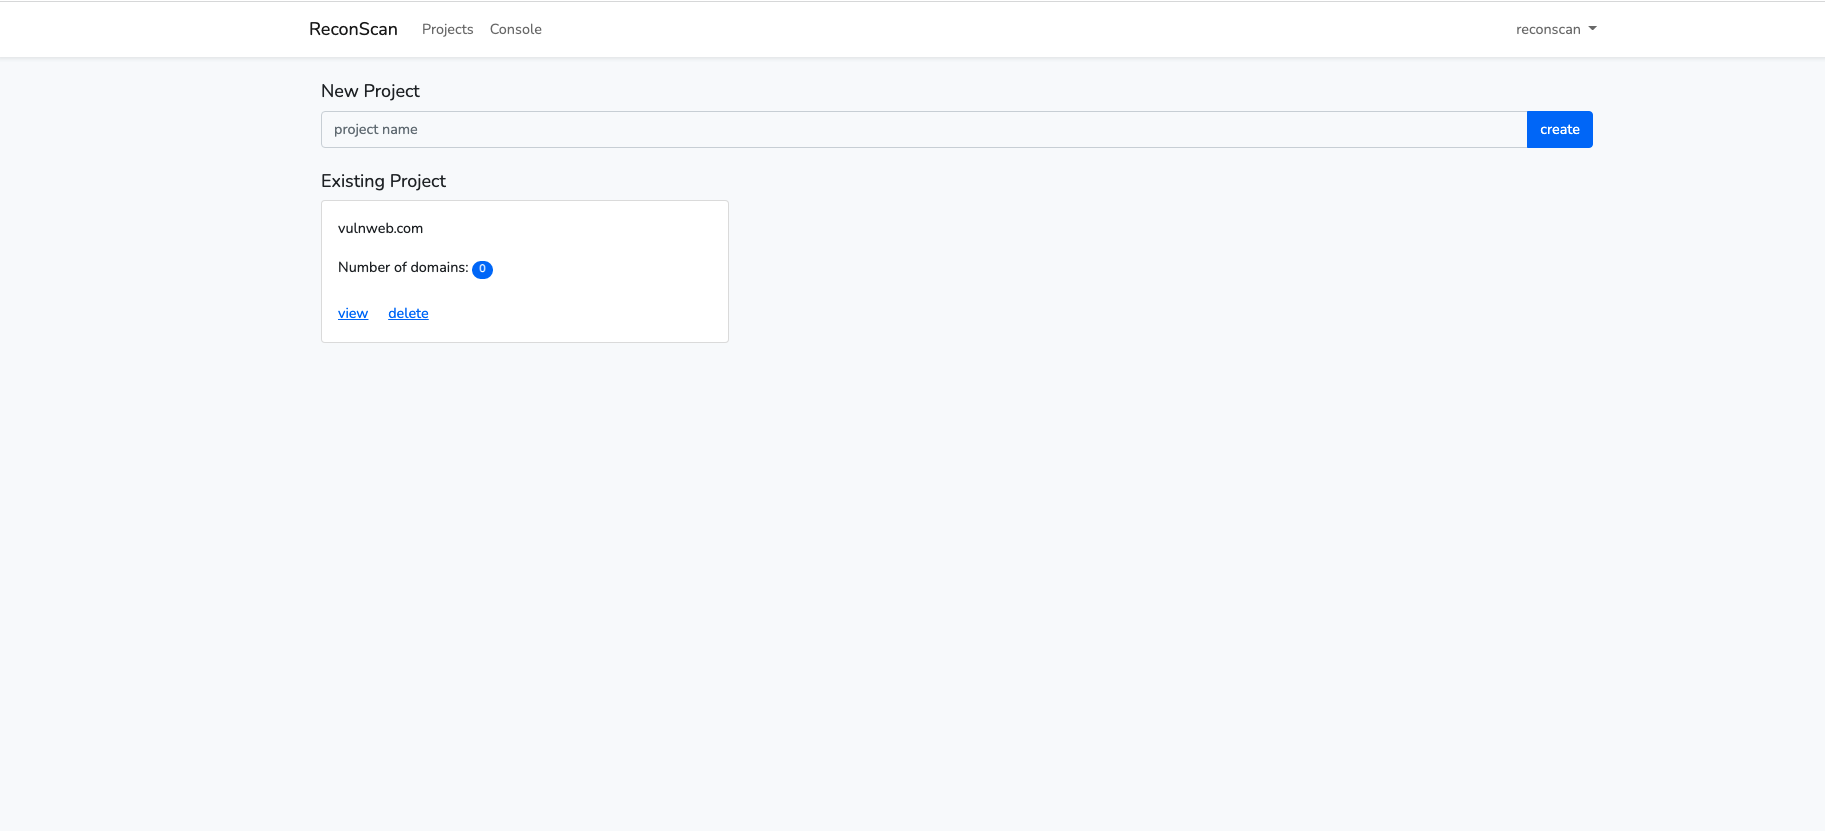 ReconScan Projects Console reconscan
New Project
project name create
Existing Project
vulnweb.com
Number of domains: 0
view delete